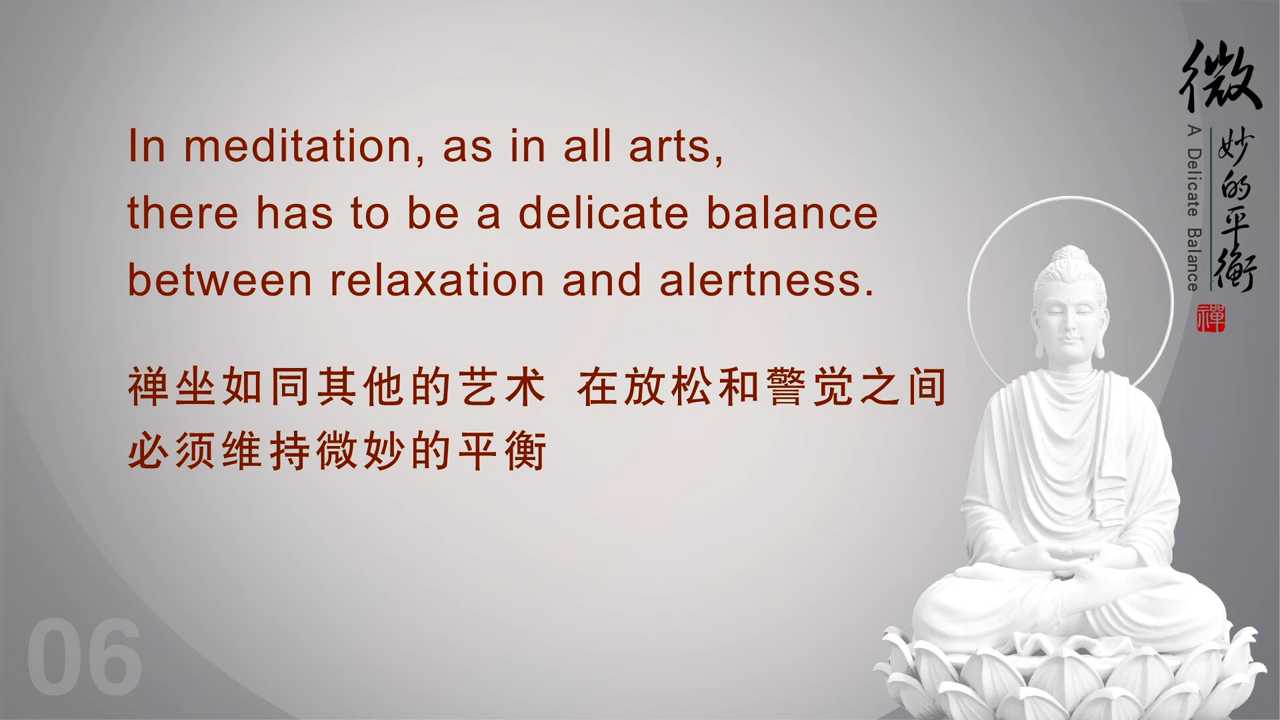 In meditation, as in all arts,
there has to be a delicate balance
between relaxation and alertness.
禅坐如同其他的艺术 在放松和警觉之间
必须维持微妙的平衡
微
妙的平衡
A Delicate Balance
禪
06